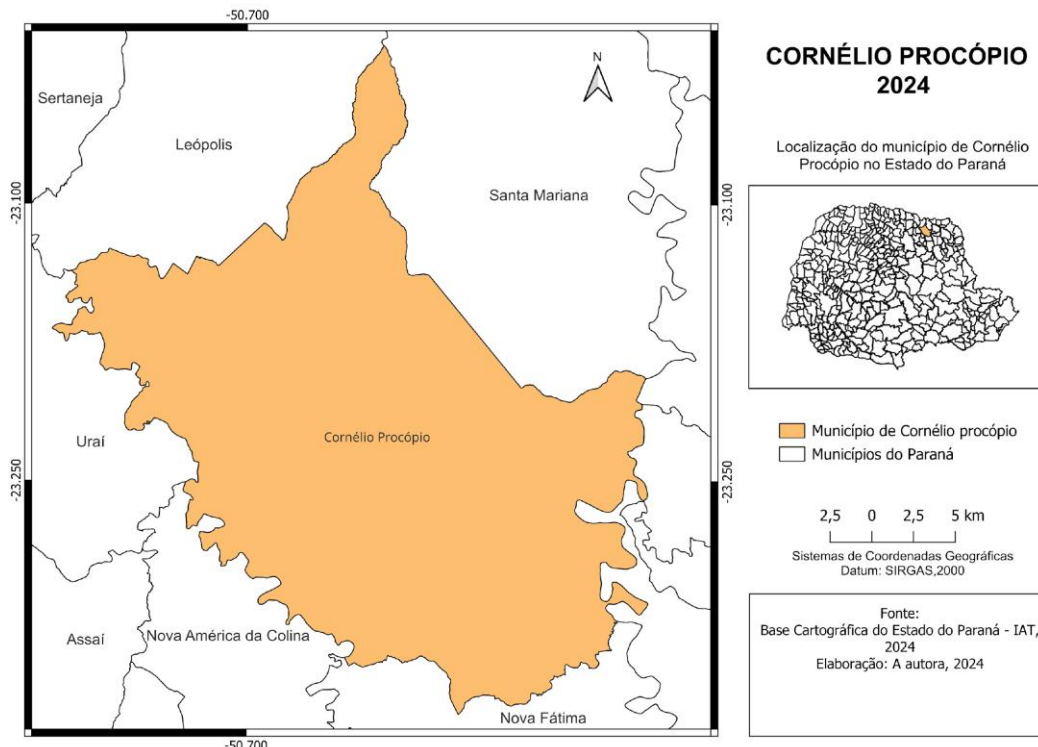 -50.700
CORNÉLIO PROCÓPIO
2024
N
Sertaneja
Leópolis
Santa Mariana
Localização do município de Cornélio
Procópio no Estado do Paraná
-23.100
-23.100
Uraí
Cornélio Procópio
Município de Cornélio procópio
Municípios do Paraná
-23.250
-23.250
2,5 0 2,5 5 km
Sistemas de Coordenadas Geográficas
Datum: SIRGAS,2000
Assaí
Nova América da Colina
Nova Fátima
Fonte:
Base Cartográfica do Estado do Paraná - IAT,
2024
Elaboração: A autora, 2024
-50.700